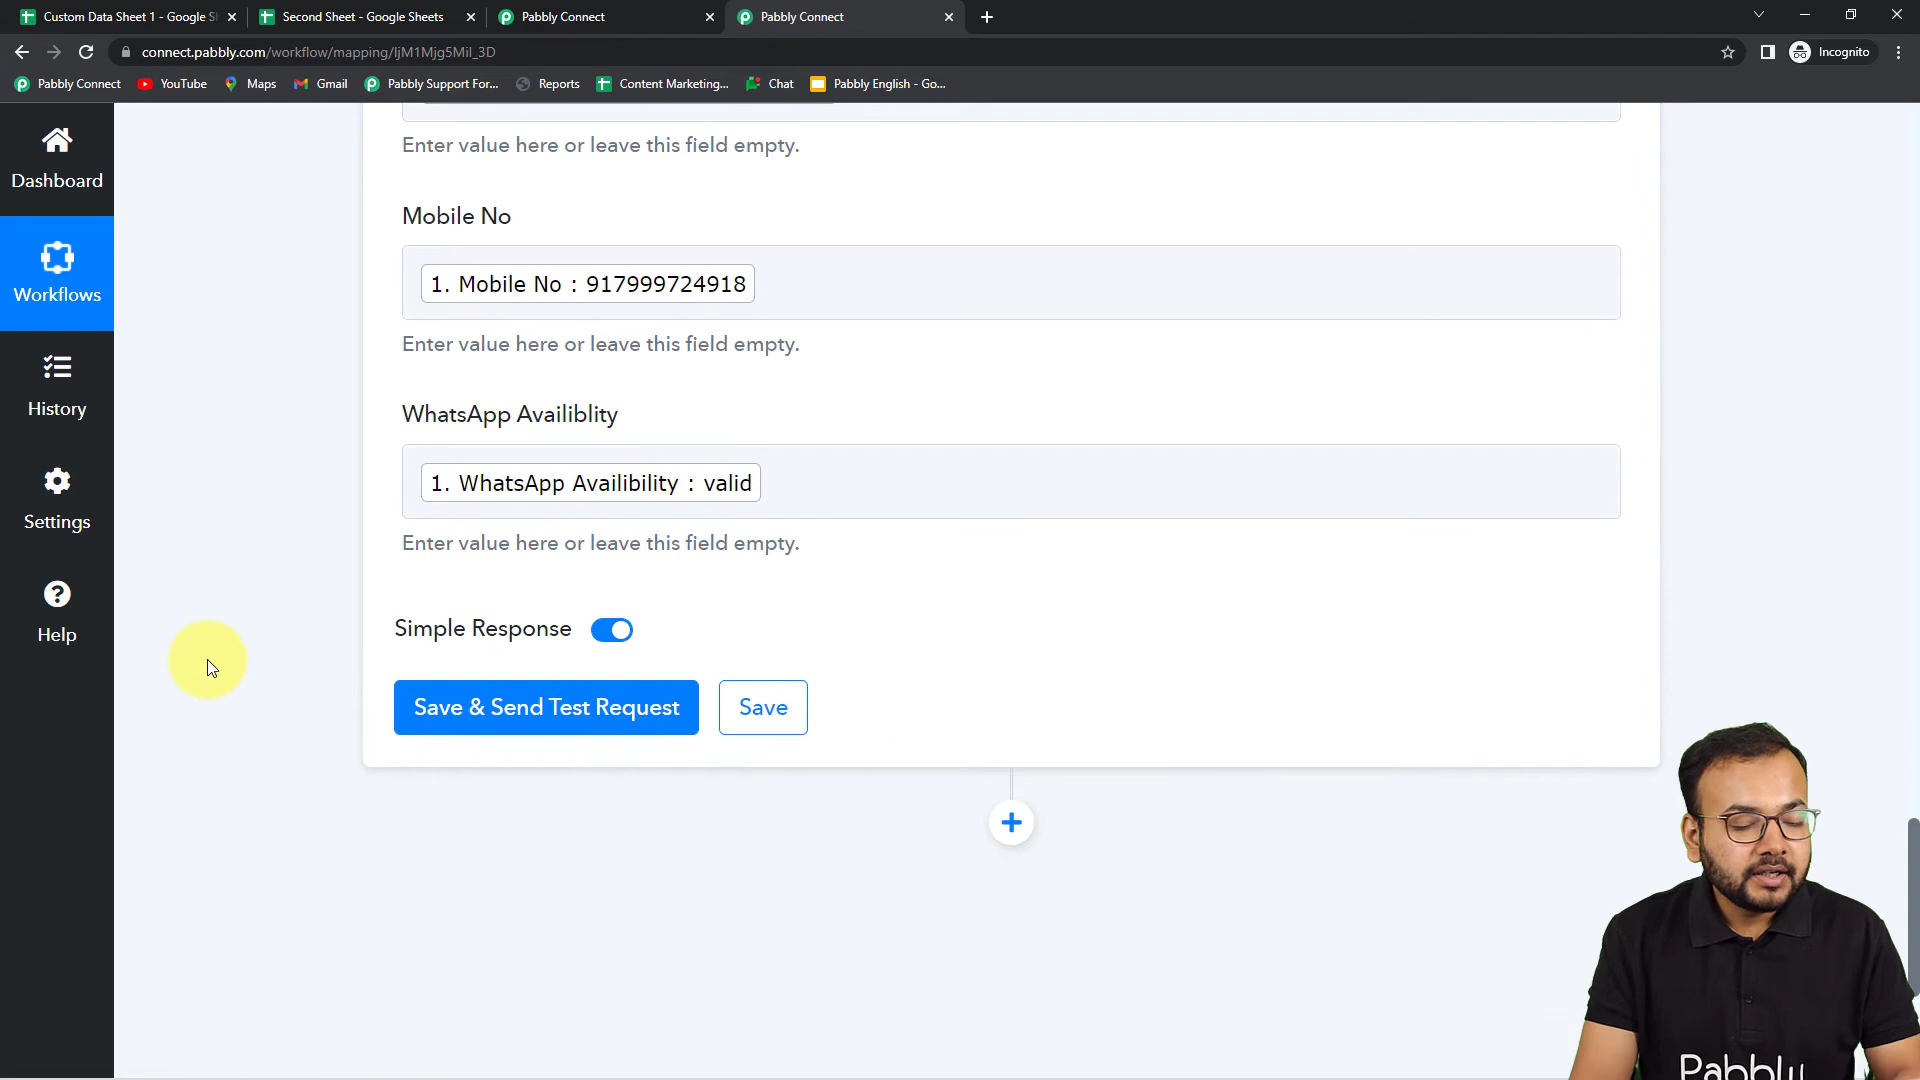 Custom Data Sheet 1 - Google S
Second Sheet - Google Sheets
Pabbly Connect
Pabbly Connect
connect.pabbly.com/workflow/mapping/IjM1Mjg5MiI_3D
Incognito
Pabbly Connect
YouTube
Maps
Gmail
Pabbly Support For...
Reports
Content Marketing...
Chat
Pabbly English - Go...
Dashboard
Workflows
History
Settings
Help
Enter value here or leave this field empty.
Mobile No
1. Mobile No : 917999724918
Enter value here or leave this field empty.
WhatsApp Availiblity
1. WhatsApp Availibility : valid
Enter value here or leave this field empty.
Simple Response
Save & Send Test Request
Save
Pabbly